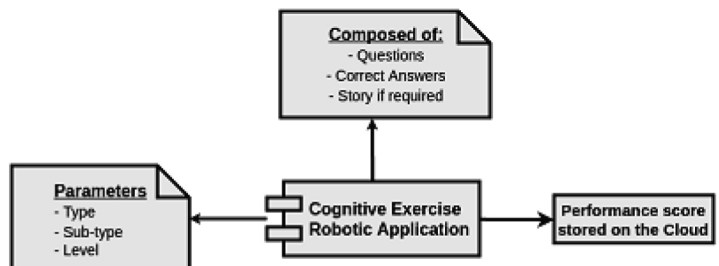 Composed of:
- Questions
- Correct Answers
- Story if required
Parameters
- Type
- Sub-type
- Level
Cognitive Exercise
Robotic Application
Performance score
stored on the Cloud